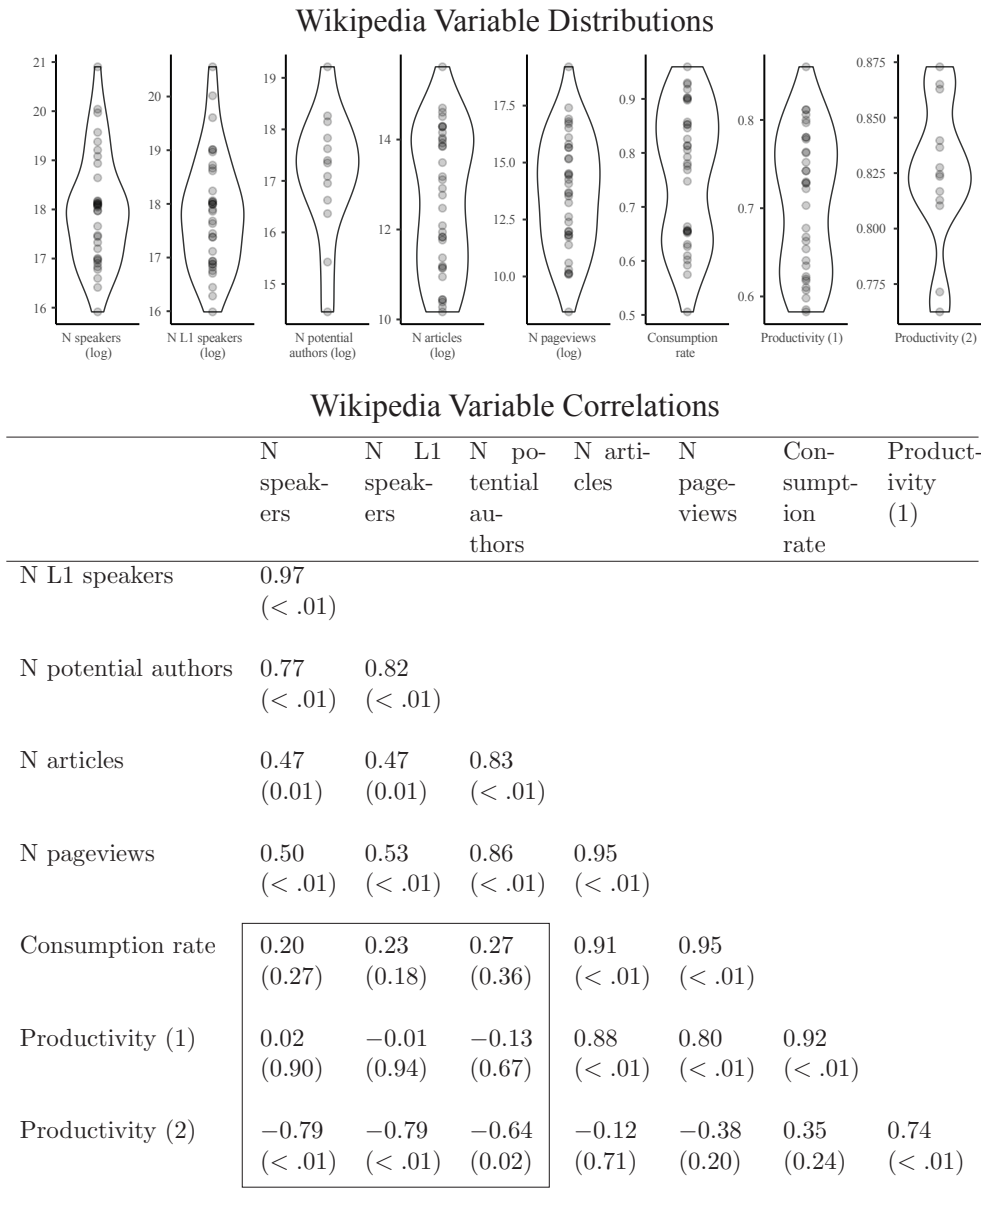 Wikipedia Variable Distributions
21
20
19
18
17
16
N speakers
(log)
20
19
18
17
16
N L1 speakers
(log)
19
18
17
16
15
N potential
authors (log)
14
12
10
N articles
(log)
17.5
15.0
12.5
10.0
N pageviews
(log)
0.9
0.8
0.7
0.6
0.5
Consumption
rate
0.8
0.7
0.6
Productivity (1)
0.875
0.850
0.825
0.800
0.775
Productivity (2)
Wikipedia Variable Correlations
N N L1 N po- N arti- N Con- Product-
speak- speak- tential cles page- sumpt- ivity
ers ers au- views ion (1)
thors rate
N L1 speakers 0.97
(< .01)
N potential authors 0.77 0.82
(< .01) (< .01)
N articles 0.47 0.47 0.83
(0.01) (0.01) (< .01)
N pageviews 0.50 0.53 0.86 0.95
(< .01) (< .01) (< .01) (< .01)
Consumption rate 0.20 0.23 0.27 0.91 0.95
(0.27) (0.18) (0.36) (< .01) (< .01)
Productivity (1) 0.02 −0.01 −0.13 0.88 0.80 0.92
(0.90) (0.94) (0.67) (< .01) (< .01) (< .01)
Productivity (2) −0.79 −0.79 −0.64 −0.12 −0.38 0.35 0.74
(< .01) (< .01) (0.02) (0.71) (0.20) (0.24) (< .01)